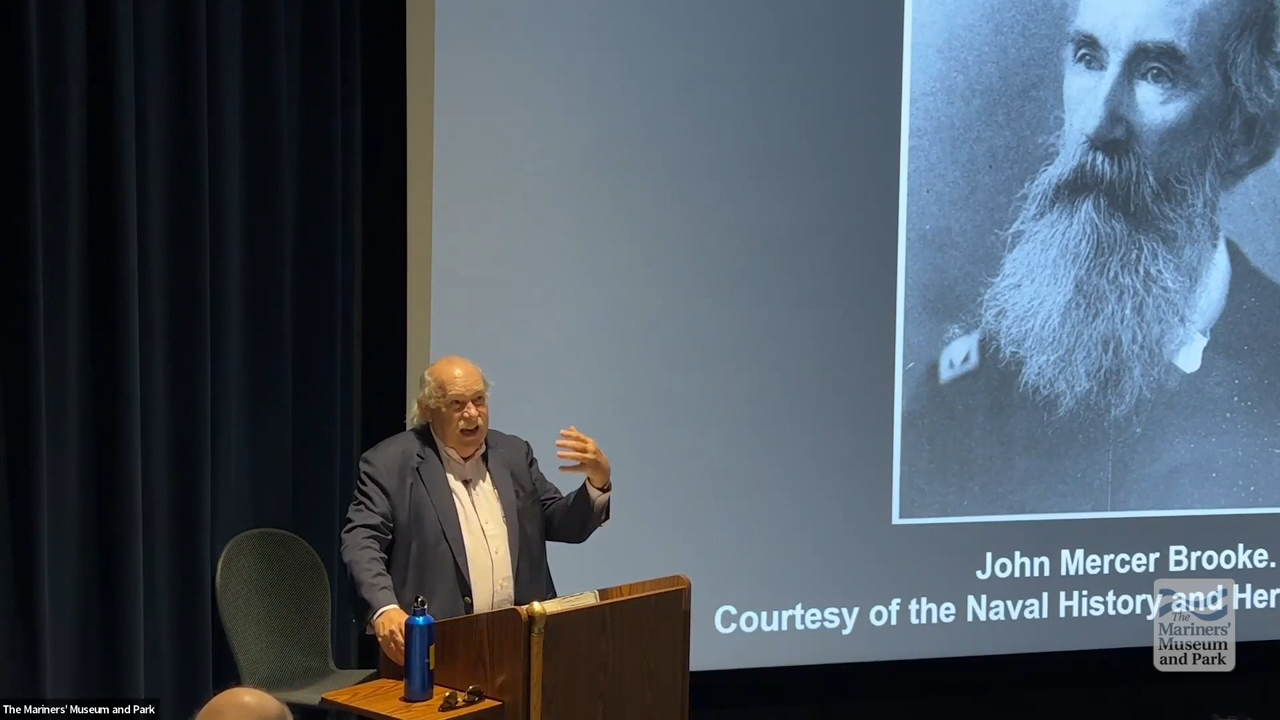 John Mercer Brooke.
Courtesy of the Naval History and Her
The
Mariners'
Museum
and Park
The Mariners' Museum and Park